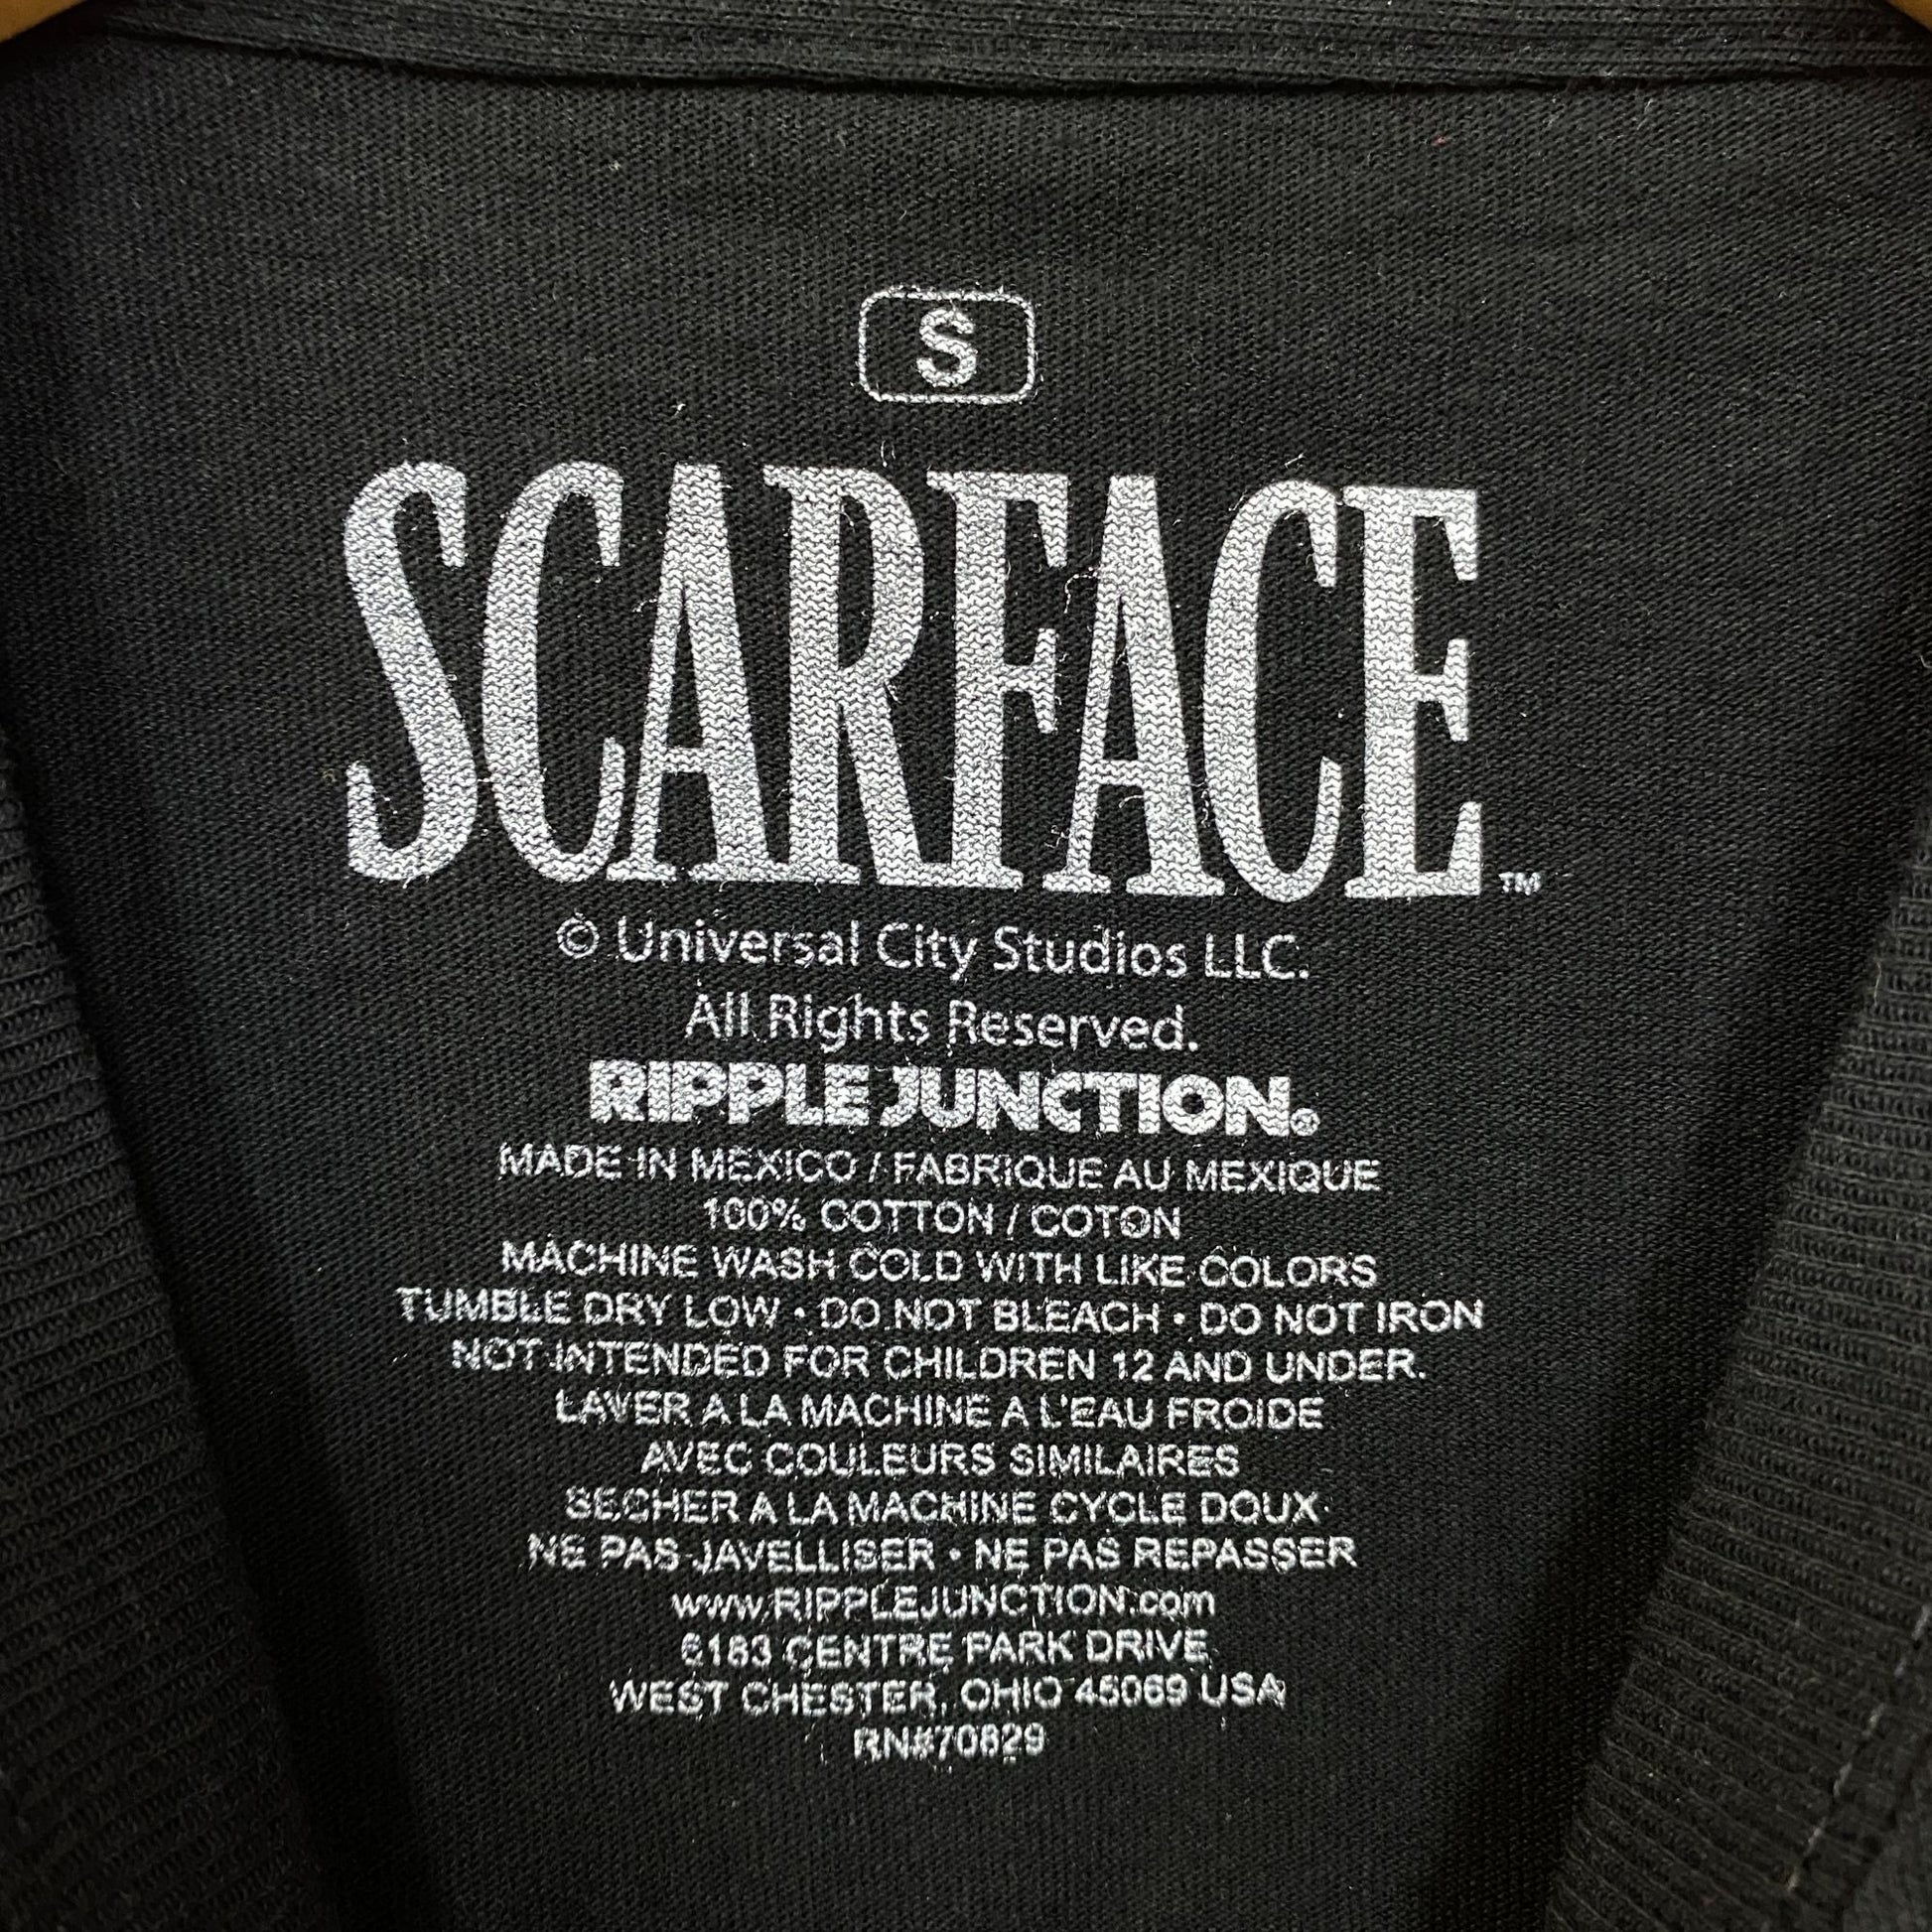 S
SCARFACE™
© Universal City Studios LLC.
All Rights Reserved.
RIPPLE JUNCTION®
MADE IN MEXICO / FABRIQUE AU MEXIQUE
100% COTTON / COTON
MACHINE WASH COLD WITH LIKE COLORS
TUMBLE DRY LOW • DO NOT BLEACH • DO NOT IRON
NOT INTENDED FOR CHILDREN 12 AND UNDER.
LAVER A LA MACHINE A L'EAU FROIDE
AVEC COULEURS SIMILAIRES
SECHER A LA MACHINE CYCLE DOUX
NE PAS JAVELLISER • NE PAS REPASSER
www.RIPPLEJUNCTION.com
6183 CENTRE PARK DRIVE
WEST CHESTER, OHIO 45069 USA
RN#70829